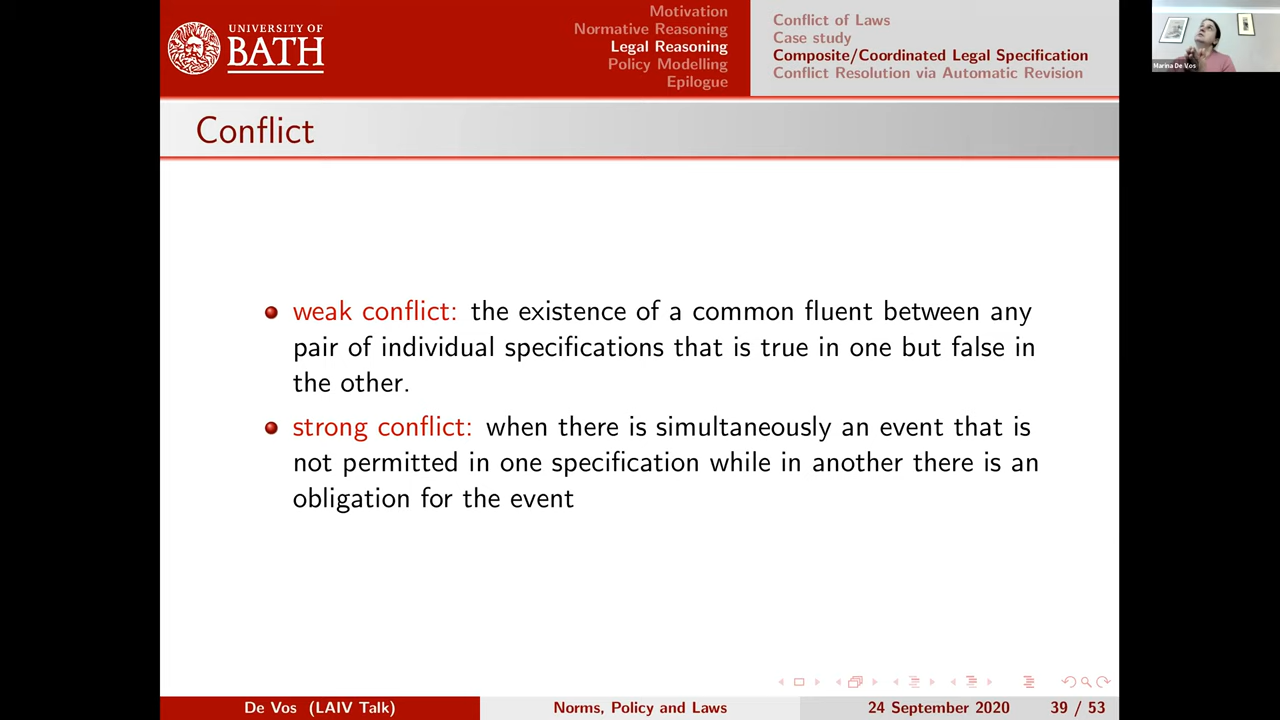 UNIVERSITY OF
BATH
Motivation
Normative Reasoning
Legal Reasoning
Policy Modelling
Epilogue
Conflict of Laws
Case study
Composite/Coordinated Legal Specification
Conflict Resolution via Automatic Revision
Marina De Vos
Conflict
weak conflict: the existence of a common fluent between any
pair of individual specifications that is true in one but false in
the other.
strong conflict: when there is simultaneously an event that is
not permitted in one specification while in another there is an
obligation for the event
De Vos (LAIV Talk)
Norms, Policy and Laws
24 September 2020
39 / 53